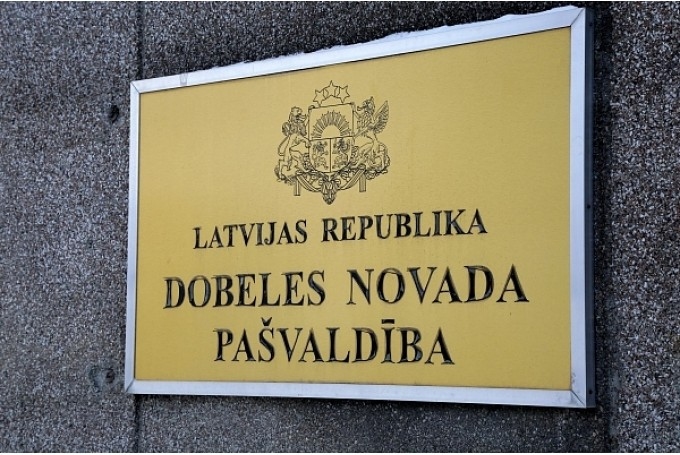 LATVIJAS REPUBLIKA
DOBELES NOVADA
PAŠVALDĪBA